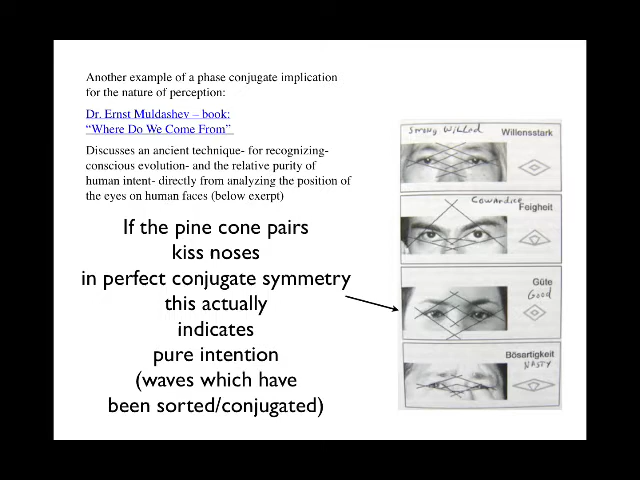 Another example of a phase conjugate implication
for the nature of perception:
Dr. Ernst Muldashev – book:
“Where Do We Come From”
Discusses an ancient technique- for recognizing-
conscious evolution- and the relative purity of
human intent- directly from analyzing the position of
the eyes on human faces (below exerpt)
If the pine cone pairs
kiss noses
in perfect conjugate symmetry
this actually
indicates
pure intention
(waves which have
been sorted/conjugated)
Strong Willed
Willensstark
Cowardice
Feigheit
Güte
Good
Bösartigkeit
NASTY